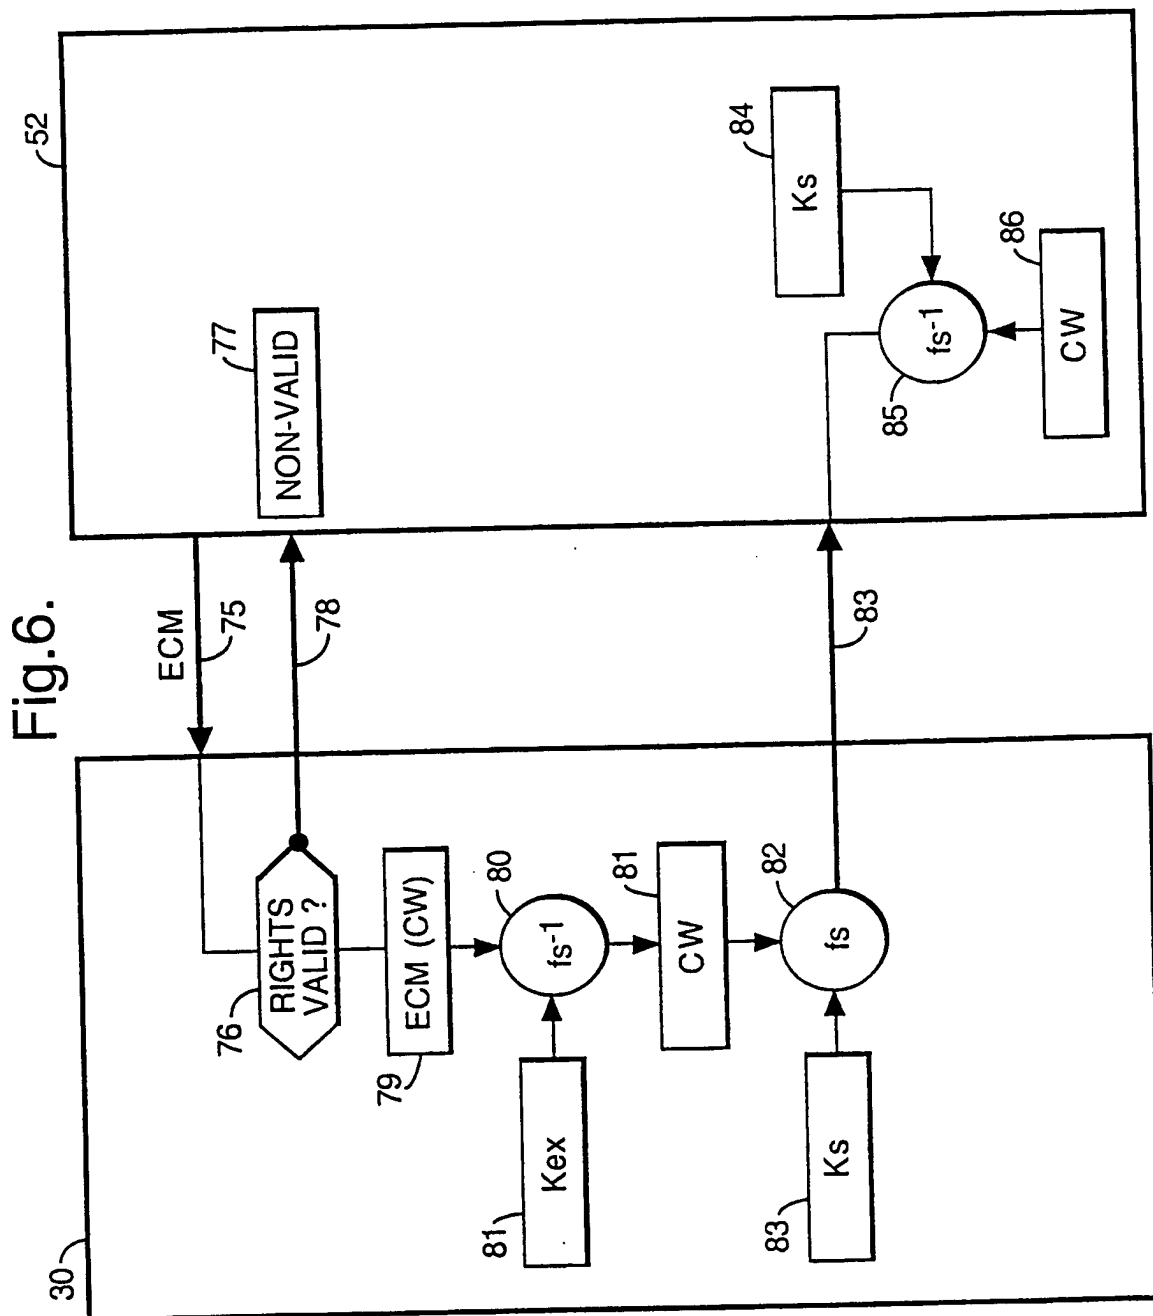 Fig.6.
30
52
ECM
75
76
RIGHTS
VALID ?
78
77
NON-VALID
79
ECM (CW)
80
fs-1
81
Kex
81
CW
82
fs
83
Ks
83
84
Ks
85
fs-1
86
CW